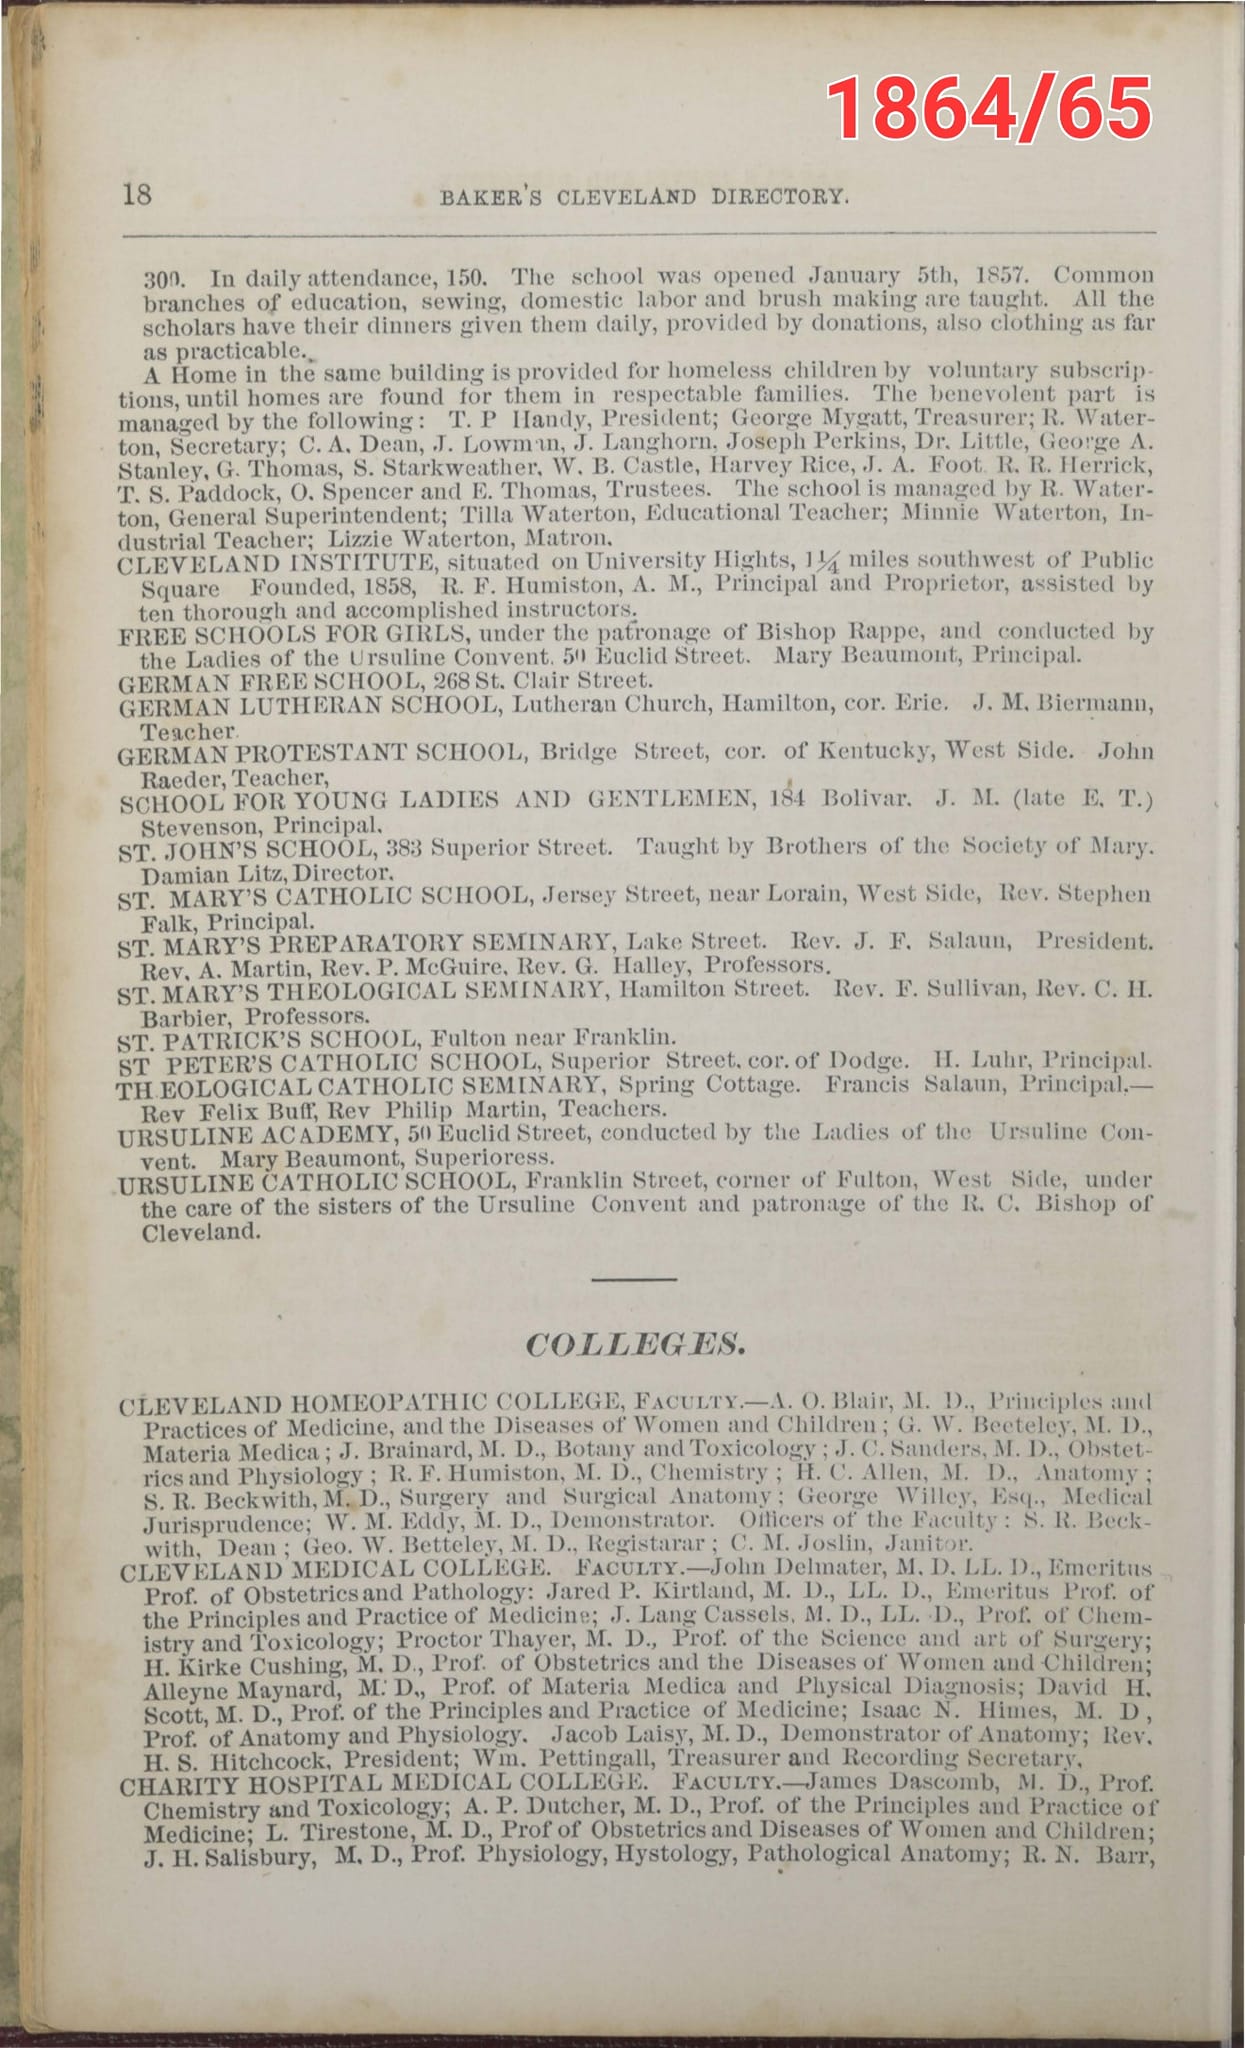 1864/65
18 BAKER'S CLEVELAND DIRECTORY.
300. In daily attendance, 150. The school was opened January 5th, 1857. Common
branches of education, sewing, domestic labor and brush making are taught. All the
scholars have their dinners given them daily, provided by donations, also clothing as far
as practicable.
A Home in the same building is provided for homeless children by voluntary subscrip-
tions, until homes are found for them in respectable families. The benevolent part is
managed by the following: T. P Handy, President; George Mygatt, Treasurer; R. Water-
ton, Secretary; C. A. Dean, J. Lowman, J. Langhorn, Joseph Perkins, Dr. Little, George A.
Stanley, G. Thomas, S. Starkweather, W. B. Castle, Harvey Rice, J. A. Foot R. R. Herrick,
T. S. Paddock, O. Spencer and E. Thomas, Trustees. The school is managed by R. Water-
ton, General Superintendent; Tilla Waterton, Educational Teacher; Minnie Waterton, In-
dustrial Teacher; Lizzie Waterton, Matron.
CLEVELAND INSTITUTE, situated on University Hights, 1¼ miles southwest of Public
Square Founded, 1858, R. F. Humiston, A. M., Principal and Proprietor, assisted by
ten thorough and accomplished instructors.
FREE SCHOOLS FOR GIRLS, under the patronage of Bishop Rappe, and conducted by
the Ladies of the Ursuline Convent. 50 Euclid Street. Mary Beaumont, Principal.
GERMAN FREE SCHOOL, 268 St. Clair Street.
GERMAN LUTHERAN SCHOOL, Lutheran Church, Hamilton, cor. Erie. J. M. Biermann,
Teacher.
GERMAN PROTESTANT SCHOOL, Bridge Street, cor. of Kentucky, West Side. John
Raeder, Teacher,
SCHOOL FOR YOUNG LADIES AND GENTLEMEN, 184 Bolivar. J. M. (late E. T.)
Stevenson, Principal.
ST. JOHN'S SCHOOL, 383 Superior Street. Taught by Brothers of the Society of Mary.
Damian Litz, Director.
ST. MARY'S CATHOLIC SCHOOL, Jersey Street, near Lorain, West Side, Rev. Stephen
Falk, Principal.
ST. MARY'S PREPARATORY SEMINARY, Lake Street. Rev. J. F. Salaun, President.
Rev. A. Martin, Rev. P. McGuire, Rev. G. Halley, Professors.
ST. MARY'S THEOLOGICAL SEMINARY, Hamilton Street. Rev. F. Sullivan, Rev. C. H.
Barbier, Professors.
ST. PATRICK'S SCHOOL, Fulton near Franklin.
ST PETER'S CATHOLIC SCHOOL, Superior Street, cor. of Dodge. H. Luhr, Principal.
THEOLOGICAL CATHOLIC SEMINARY, Spring Cottage. Francis Salaun, Principal.—
Rev Felix Buff, Rev Philip Martin, Teachers.
URSULINE ACADEMY, 50 Euclid Street, conducted by the Ladies of the Ursuline Con-
vent. Mary Beaumont, Superioress.
URSULINE CATHOLIC SCHOOL, Franklin Street, corner of Fulton, West Side, under
the care of the sisters of the Ursuline Convent and patronage of the R. C. Bishop of
Cleveland.
COLLEGES.
CLEVELAND HOMEOPATHIC COLLEGE, FACULTY.—A. O. Blair, M. D., Principles and
Practices of Medicine, and the Diseases of Women and Children; G. W. Beeteley, M. D.,
Materia Medica; J. Brainard, M. D., Botany and Toxicology; J. C. Sanders, M. D., Obstet-
rics and Physiology; R. F. Humiston, M. D., Chemistry; H. C. Allen, M. D., Anatomy;
S. R. Beckwith, M. D., Surgery and Surgical Anatomy; George Willey, Esq., Medical
Jurisprudence; W. M. Eddy, M. D., Demonstrator. Officers of the Faculty: S. R. Beck-
with, Dean; Geo. W. Betteley, M. D., Registarar; C. M. Joslin, Janitor.
CLEVELAND MEDICAL COLLEGE. FACULTY.—John Delmater, M. D. LL. D., Emeritus
Prof. of Obstetrics and Pathology: Jared P. Kirtland, M. D., LL. D., Emeritus Prof. of
the Principles and Practice of Medicine; J. Lang Cassels, M. D., LL. D., Prof. of Chem-
istry and Toxicology; Proctor Thayer, M. D., Prof. of the Science and art of Surgery;
H. Kirke Cushing, M. D., Prof. of Obstetrics and the Diseases of Women and Children;
Alleyne Maynard, M. D., Prof. of Materia Medica and Physical Diagnosis; David H.
Scott, M. D., Prof. of the Principles and Practice of Medicine; Isaac N. Himes, M. D,
Prof. of Anatomy and Physiology. Jacob Laisy, M. D., Demonstrator of Anatomy; Rev.
H. S. Hitchcock, President; Wm. Pettingall, Treasurer and Recording Secretary.
CHARITY HOSPITAL MEDICAL COLLEGE. FACULTY.—James Dascomb, M. D., Prof.
Chemistry and Toxicology; A. P. Dutcher, M. D., Prof. of the Principles and Practice of
Medicine; L. Tirestone, M. D., Prof of Obstetrics and Diseases of Women and Children;
J. H. Salisbury, M. D., Prof. Physiology, Hystology, Pathological Anatomy; R. N. Barr,